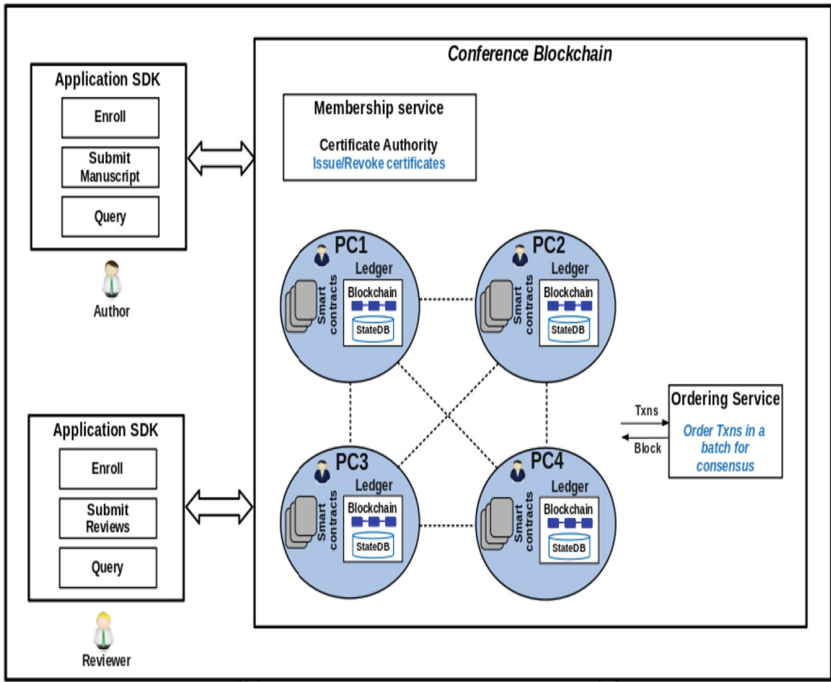 Conference Blockchain
Application SDK
Enroll
Submit
Manuscript
Query
Author
Membership service
Certificate Authority
Issue/Revoke certificates
PC1
Ledger
Smart
contracts
Blockchain
StateDB
PC2
Ledger
Smart
contracts
Blockchain
StateDB
Application SDK
Enroll
Submit
Reviews
Query
Reviewer
PC3
Ledger
Smart
contracts
Blockchain
StateDB
PC4
Ledger
Smart
contracts
Blockchain
StateDB
Txns
Block
Ordering Service
Order Txns in a
batch for
consensus